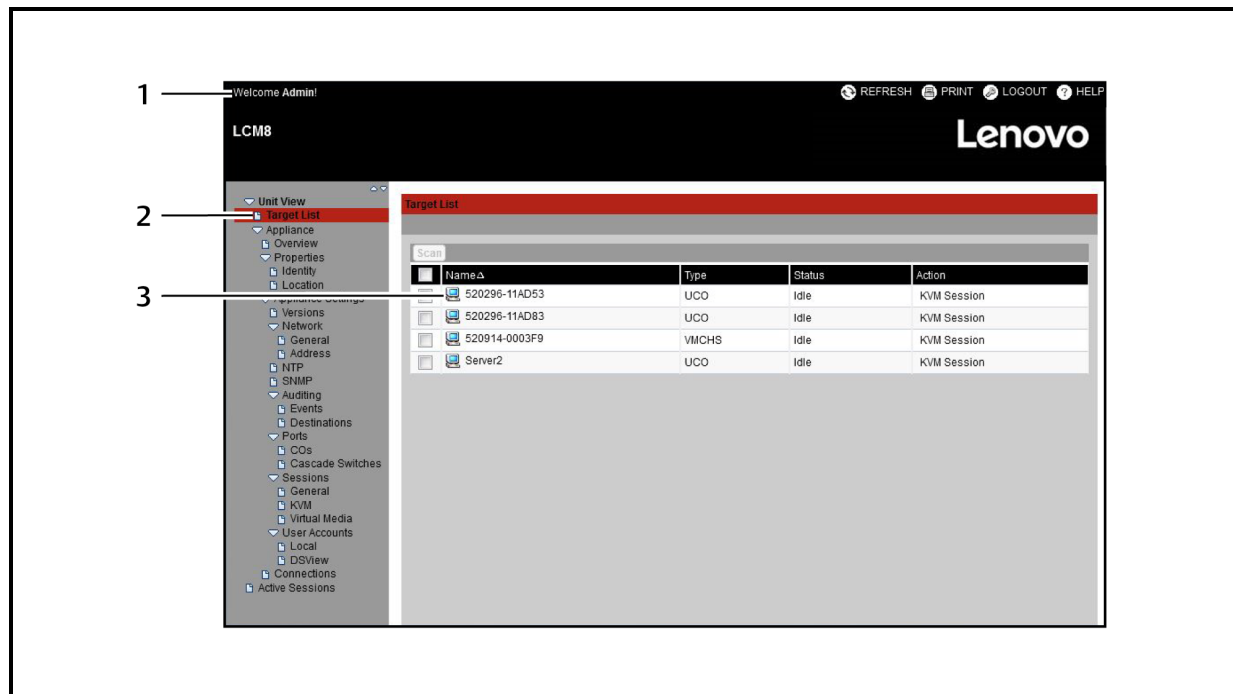 1
Welcome Admin!
REFRESH PRINT LOGOUT HELP
LCM8
Lenovo
Unit View
2
Target List
Appliance
Overview
Properties
Identity
Location
3
Appliance Settings
Versions
Network
General
Address
NTP
SNMP
Auditing
Events
Destinations
Ports
COs
Cascade Switches
Sessions
General
KVM
Virtual Media
User Accounts
Local
DSView
Connections
Active Sessions
Target List
Scan
Name Type Status Action
520296-11AD53 UCO Idle KVM Session
520296-11AD83 UCO Idle KVM Session
520914-0003F9 VMCHS Idle KVM Session
Server2 UCO Idle KVM Session